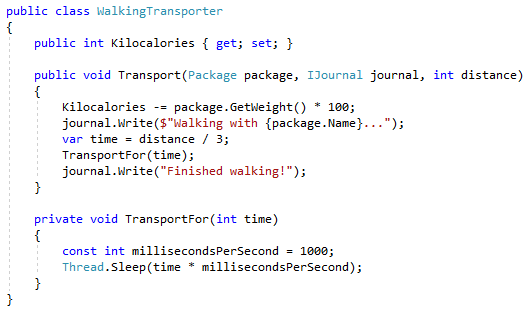 public class WalkingTransporter
{
    public int Kilocalories { get; set; }

    public void Transport(Package package, IJournal journal, int distance)
    {
        Kilocalories -= package.GetWeight() * 100;
        journal.Write($"Walking with {package.Name}...");
        var time = distance / 3;
        TransportFor(time);
        journal.Write("Finished walking!");
    }

    private void TransportFor(int time)
    {
        const int millisecondsPerSecond = 1000;
        Thread.Sleep(time * millisecondsPerSecond);
    }
}